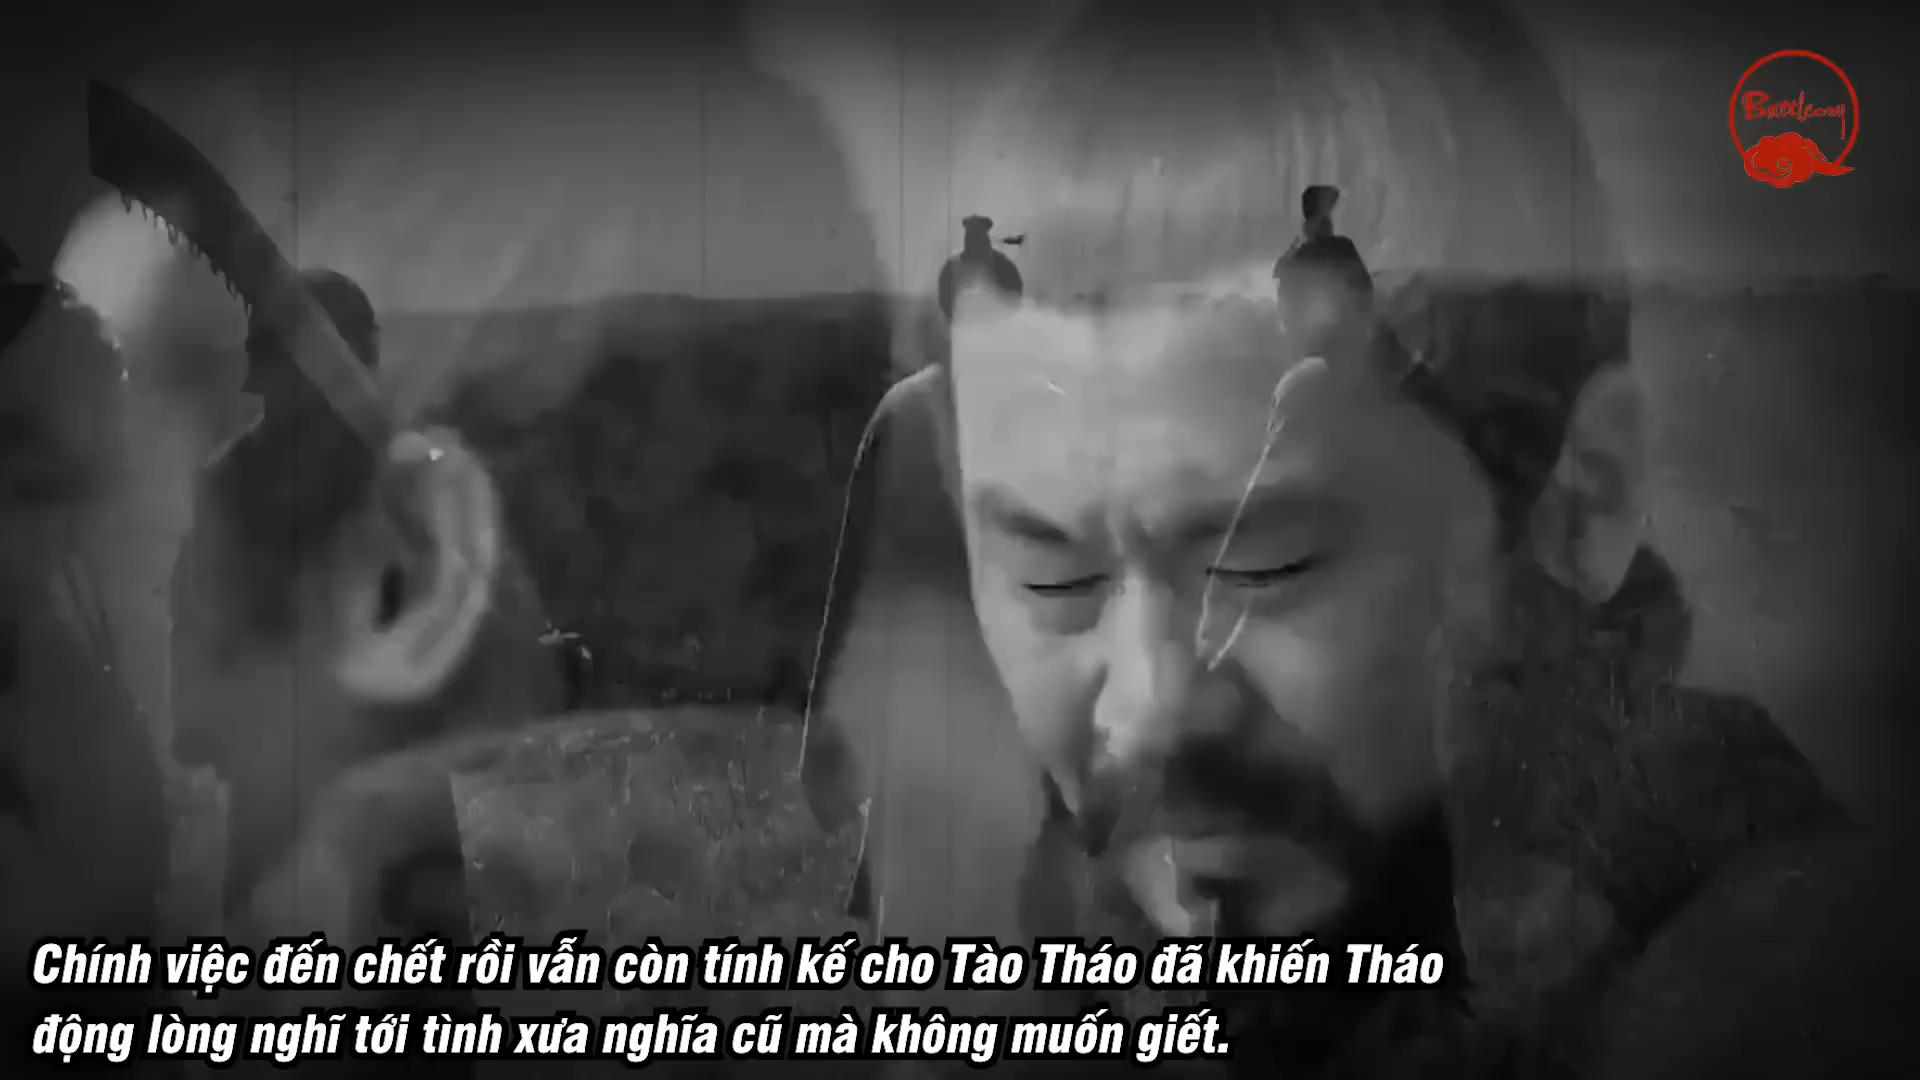 Battlecozy
Chính việc đến chết rồi vẫn còn tính kế cho Tào Tháo đã khiến Tháo
động lòng nghĩ tới tình xưa nghĩa cũ mà không muốn giết.